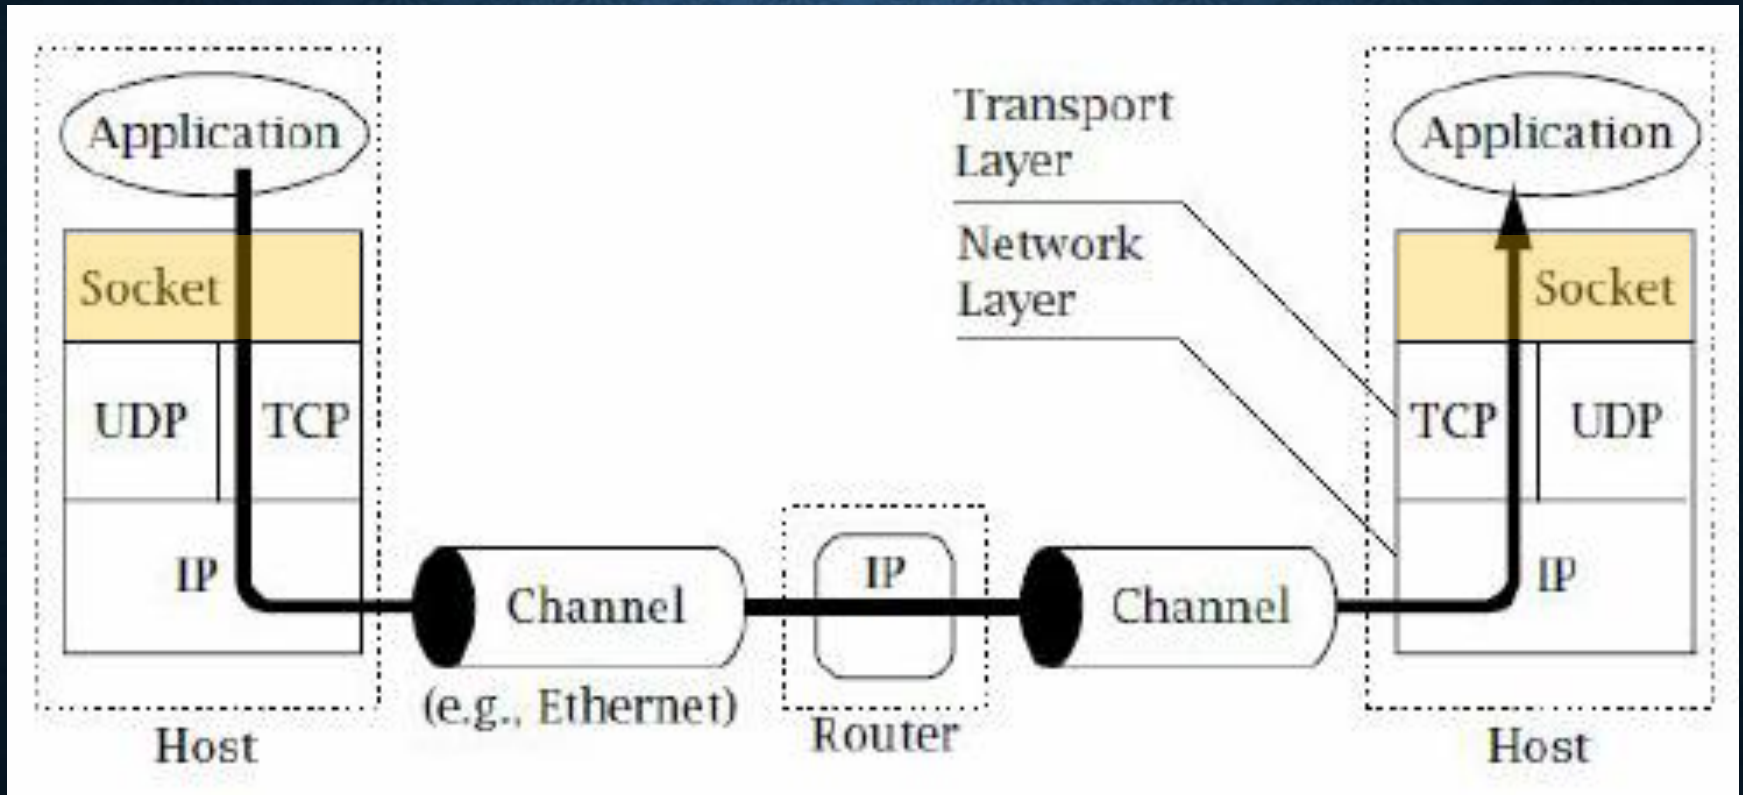 Application
Socket
UDP
TCP
IP
Host
Channel
(e.g., Ethernet)
IP
Router
Channel
Transport
Layer
Network
Layer
Application
Socket
TCP
UDP
IP
Host